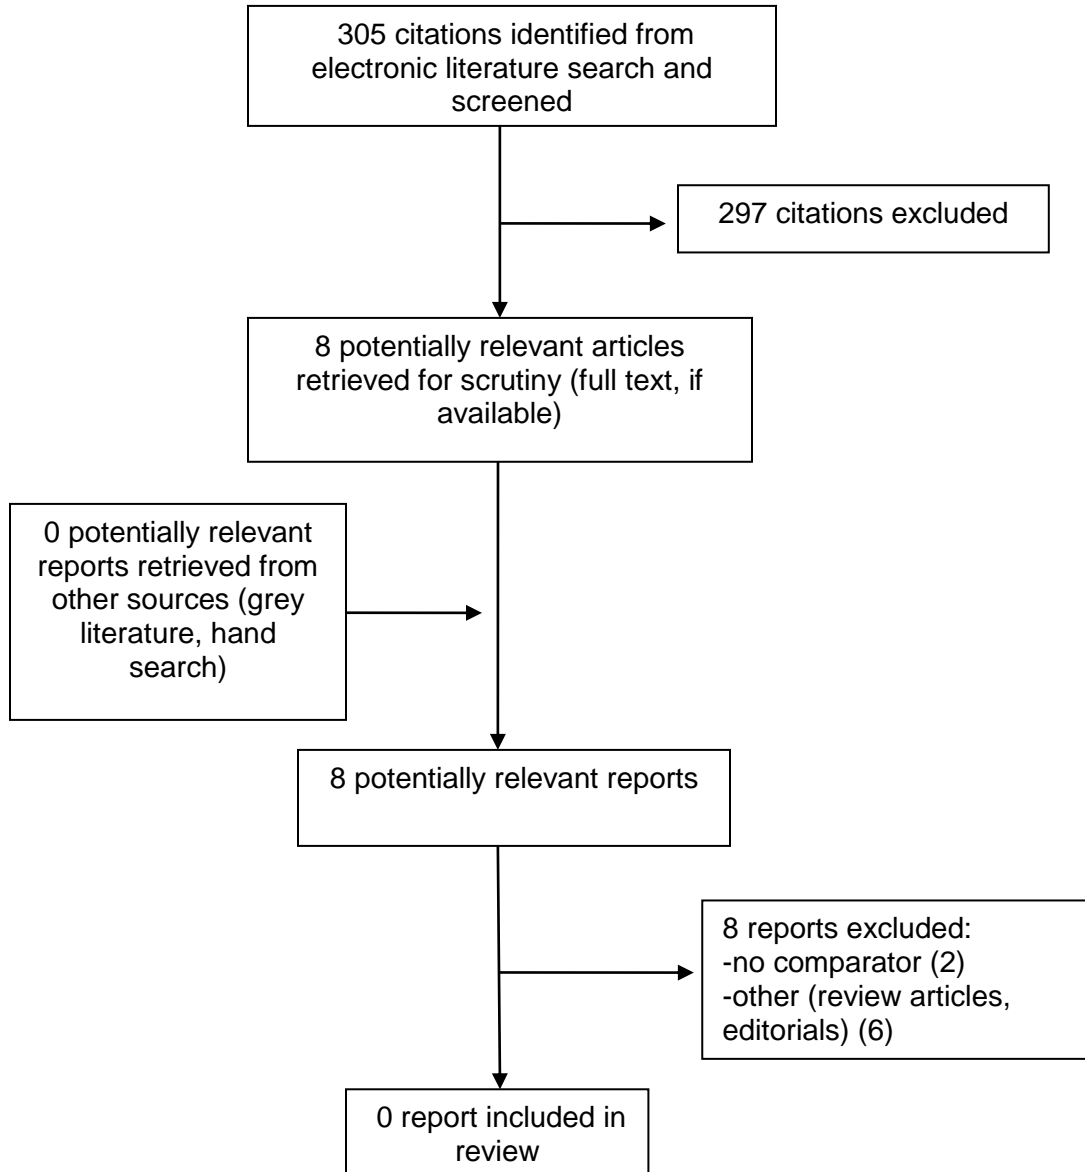 305 citations identified from
electronic literature search and
screened
297 citations excluded
8 potentially relevant articles
retrieved for scrutiny (full text, if
available)
0 potentially relevant
reports retrieved from
other sources (grey
literature, hand
search)
8 potentially relevant reports
8 reports excluded:
-no comparator (2)
-other (review articles,
editorials) (6)
0 report included in
review